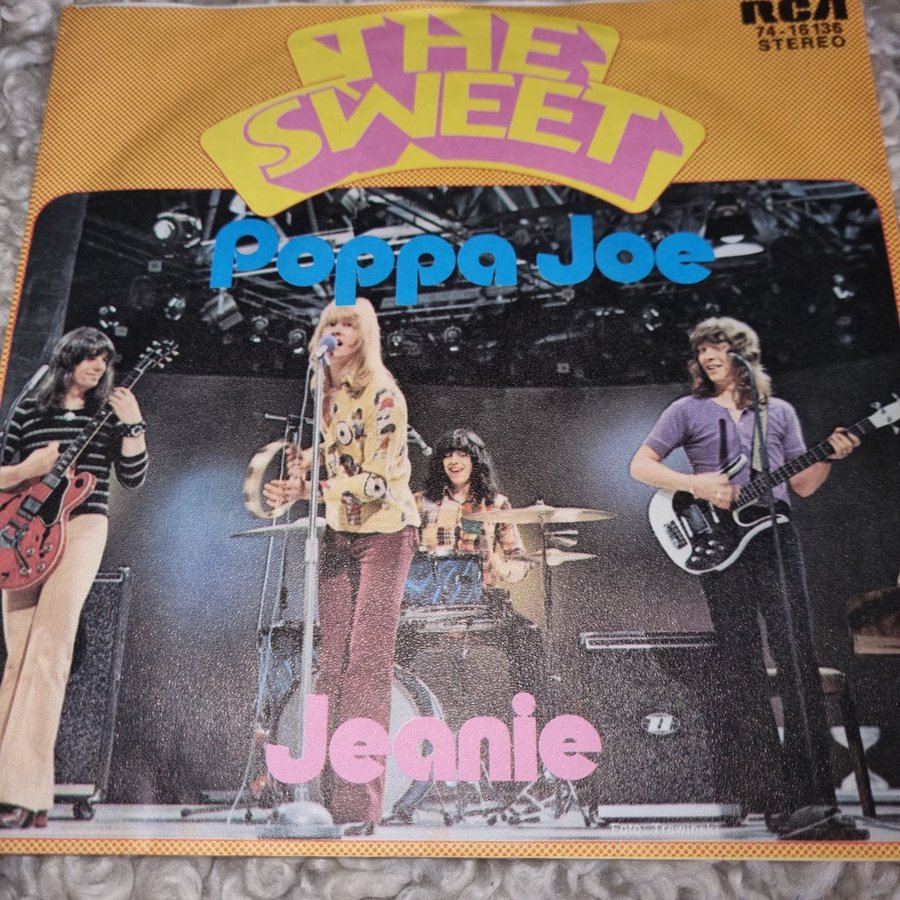 RCA
74-16136
STEREO
THE
SWEET
Poppa Joe
Jeanie